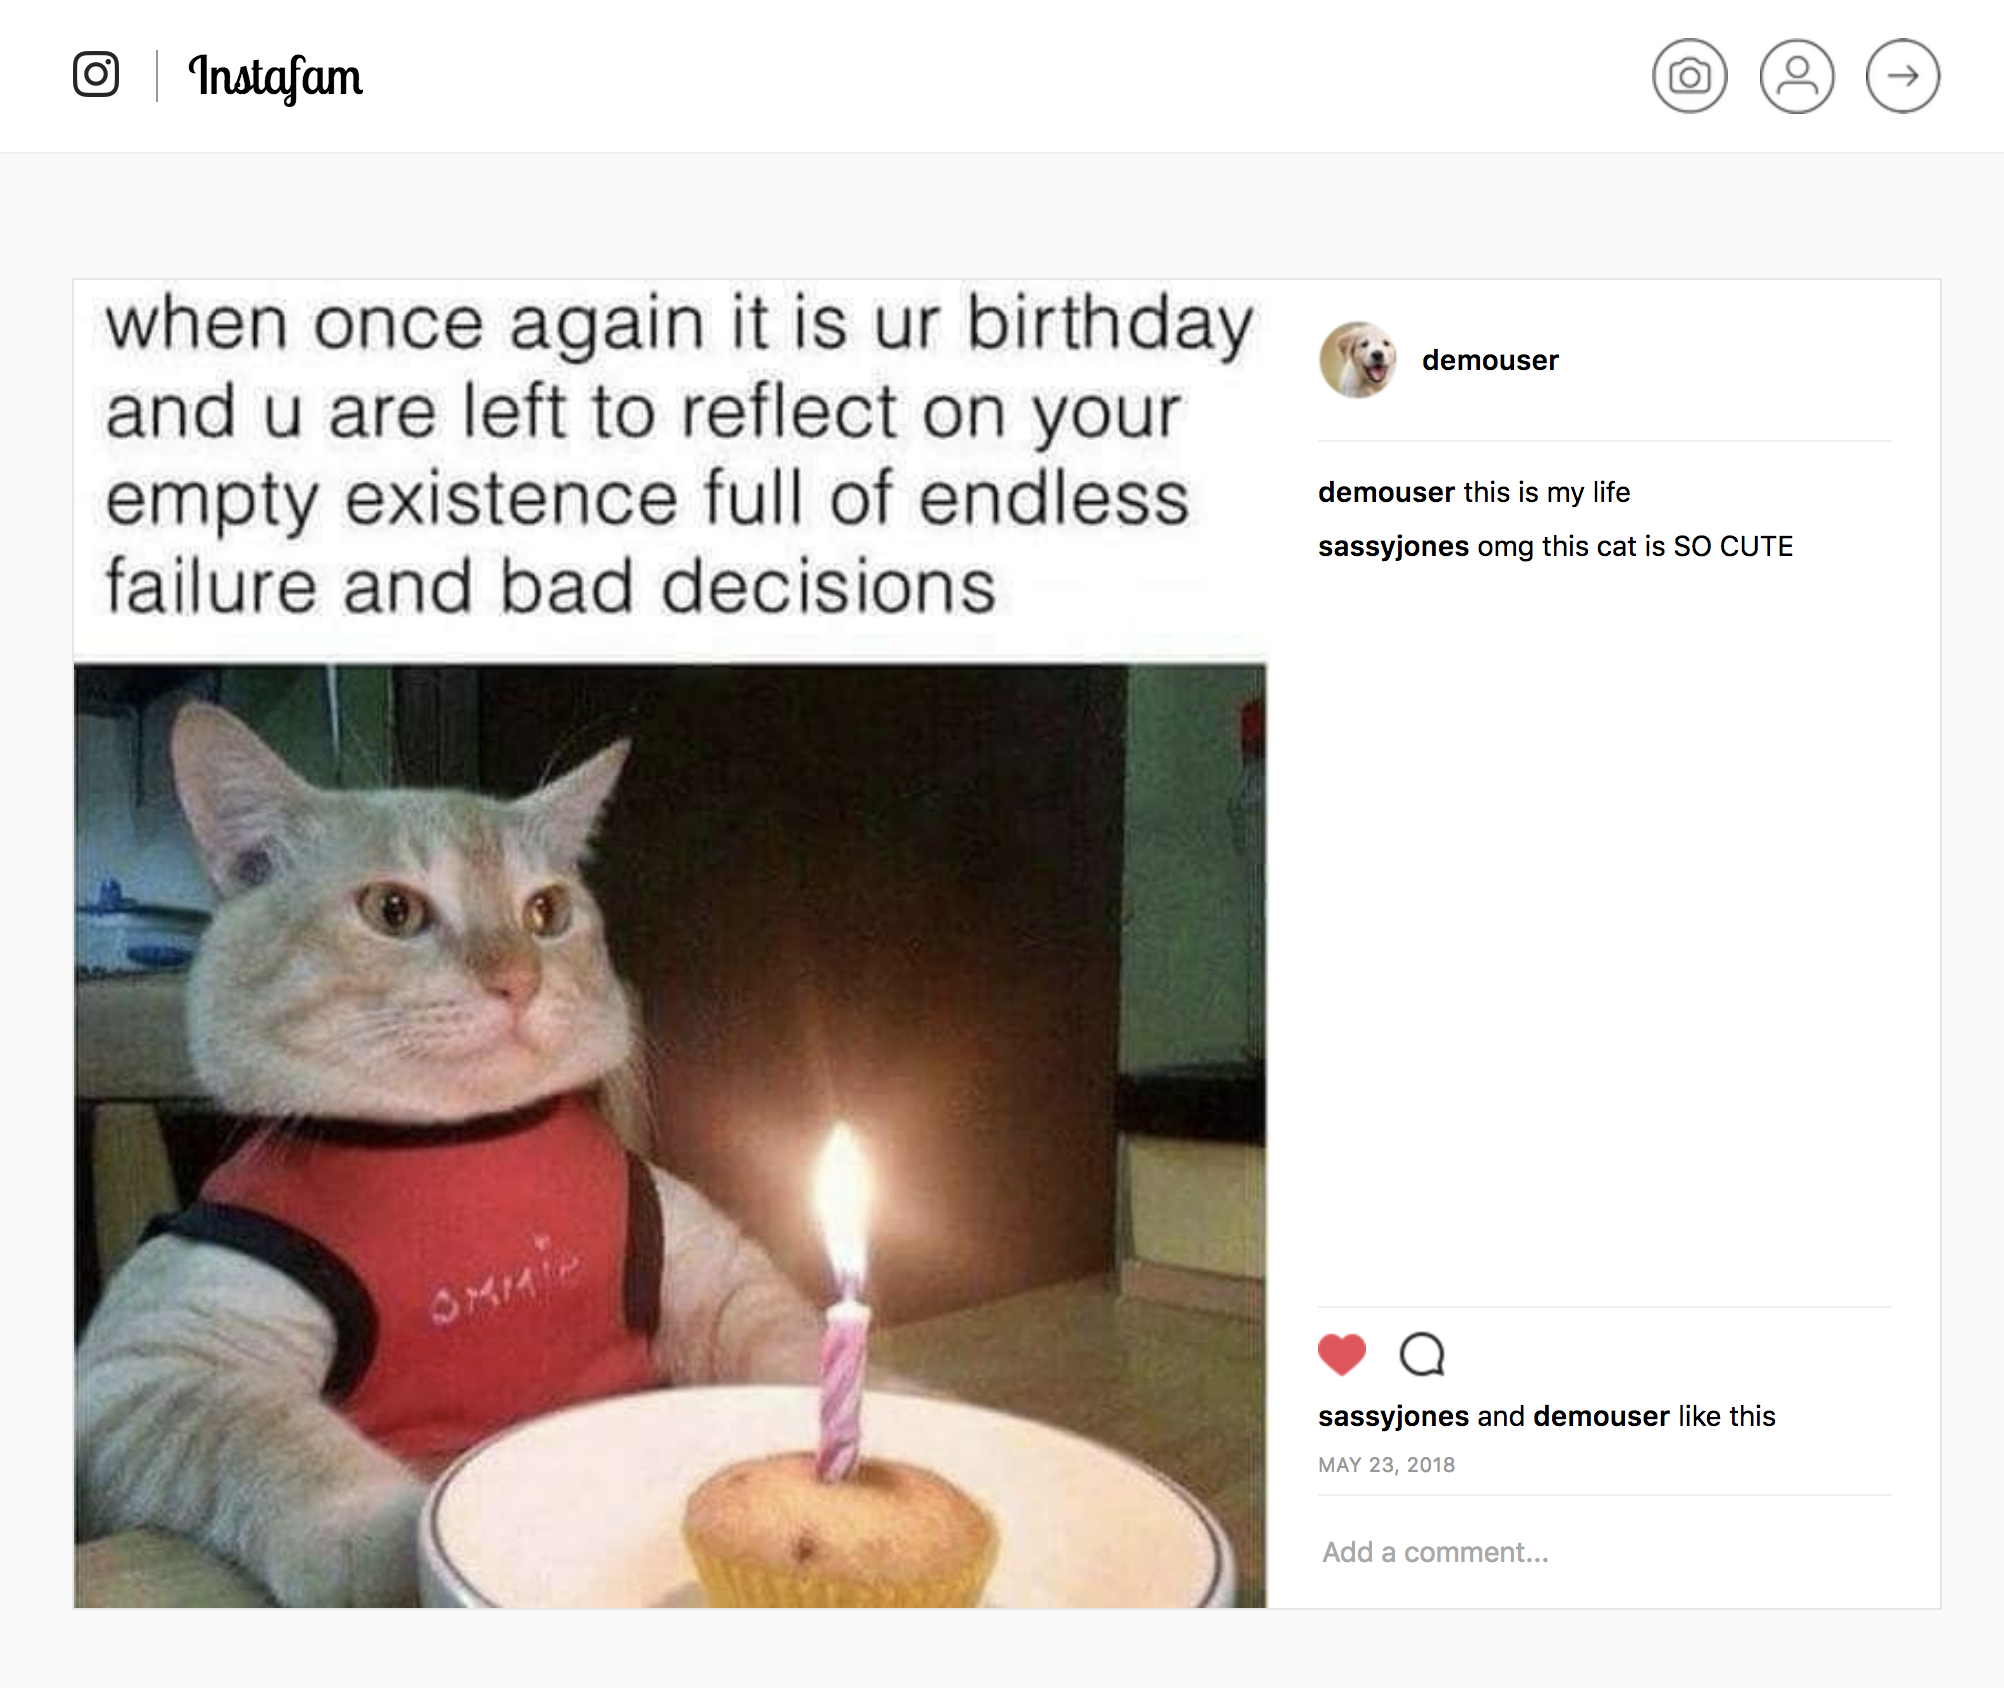 Instafam
when once again it is ur birthday
and u are left to reflect on your
empty existence full of endless
failure and bad decisions
demouser
demouser this is my life
sassyjones omg this cat is SO CUTE
sassyjones and demouser like this
MAY 23, 2018
Add a comment...